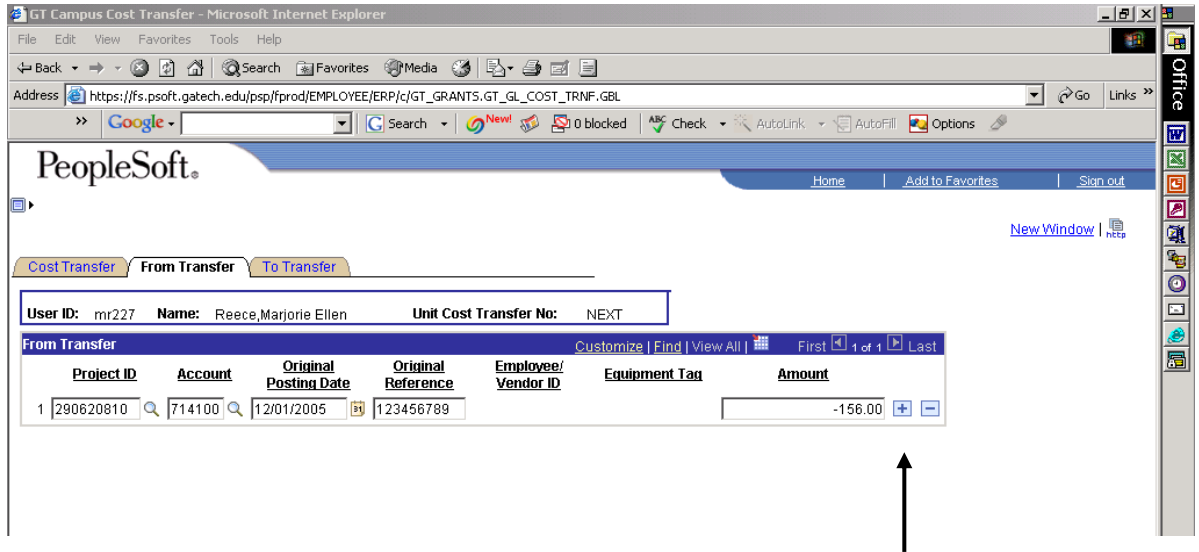 GT Campus Cost Transfer - Microsoft Internet Explorer
File Edit View Favorites Tools Help
Back Search Favorites Media
Address https://fs.psoft.gatech.edu/psp/fprod/EMPLOYEE/ERP/c/GT_GRANTS.GT_GL_COST_TRNF.GBL Go Links »
» Google - G Search New! 0 blocked ABC Check AutoLink AutoFill Options
Office
PeopleSoft®
Home | Add to Favorites | Sign out
New Window | http
Cost Transfer From Transfer To Transfer
User ID: mr227 Name: Reece,Marjorie Ellen Unit Cost Transfer No: NEXT
From Transfer Customize | Find | View All | First 1 of 1 Last
Project ID Account Original Posting Date Original Reference Employee/ Vendor ID Equipment Tag Amount
1 290620810 714100 12/01/2005 31 123456789 -156.00 + −